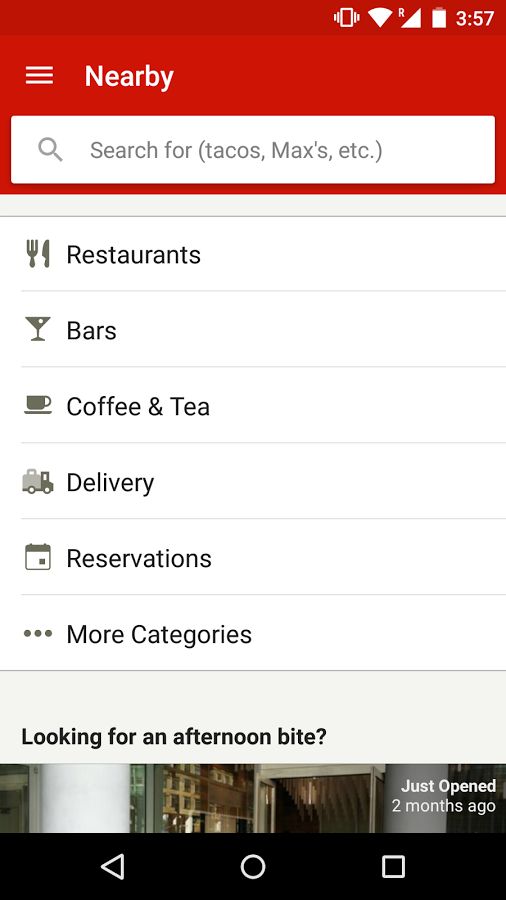 R 3:57
Nearby
Search for (tacos, Max's, etc.)
Restaurants
Bars
Coffee & Tea
Delivery
Reservations
More Categories
Looking for an afternoon bite?
Just Opened
2 months ago